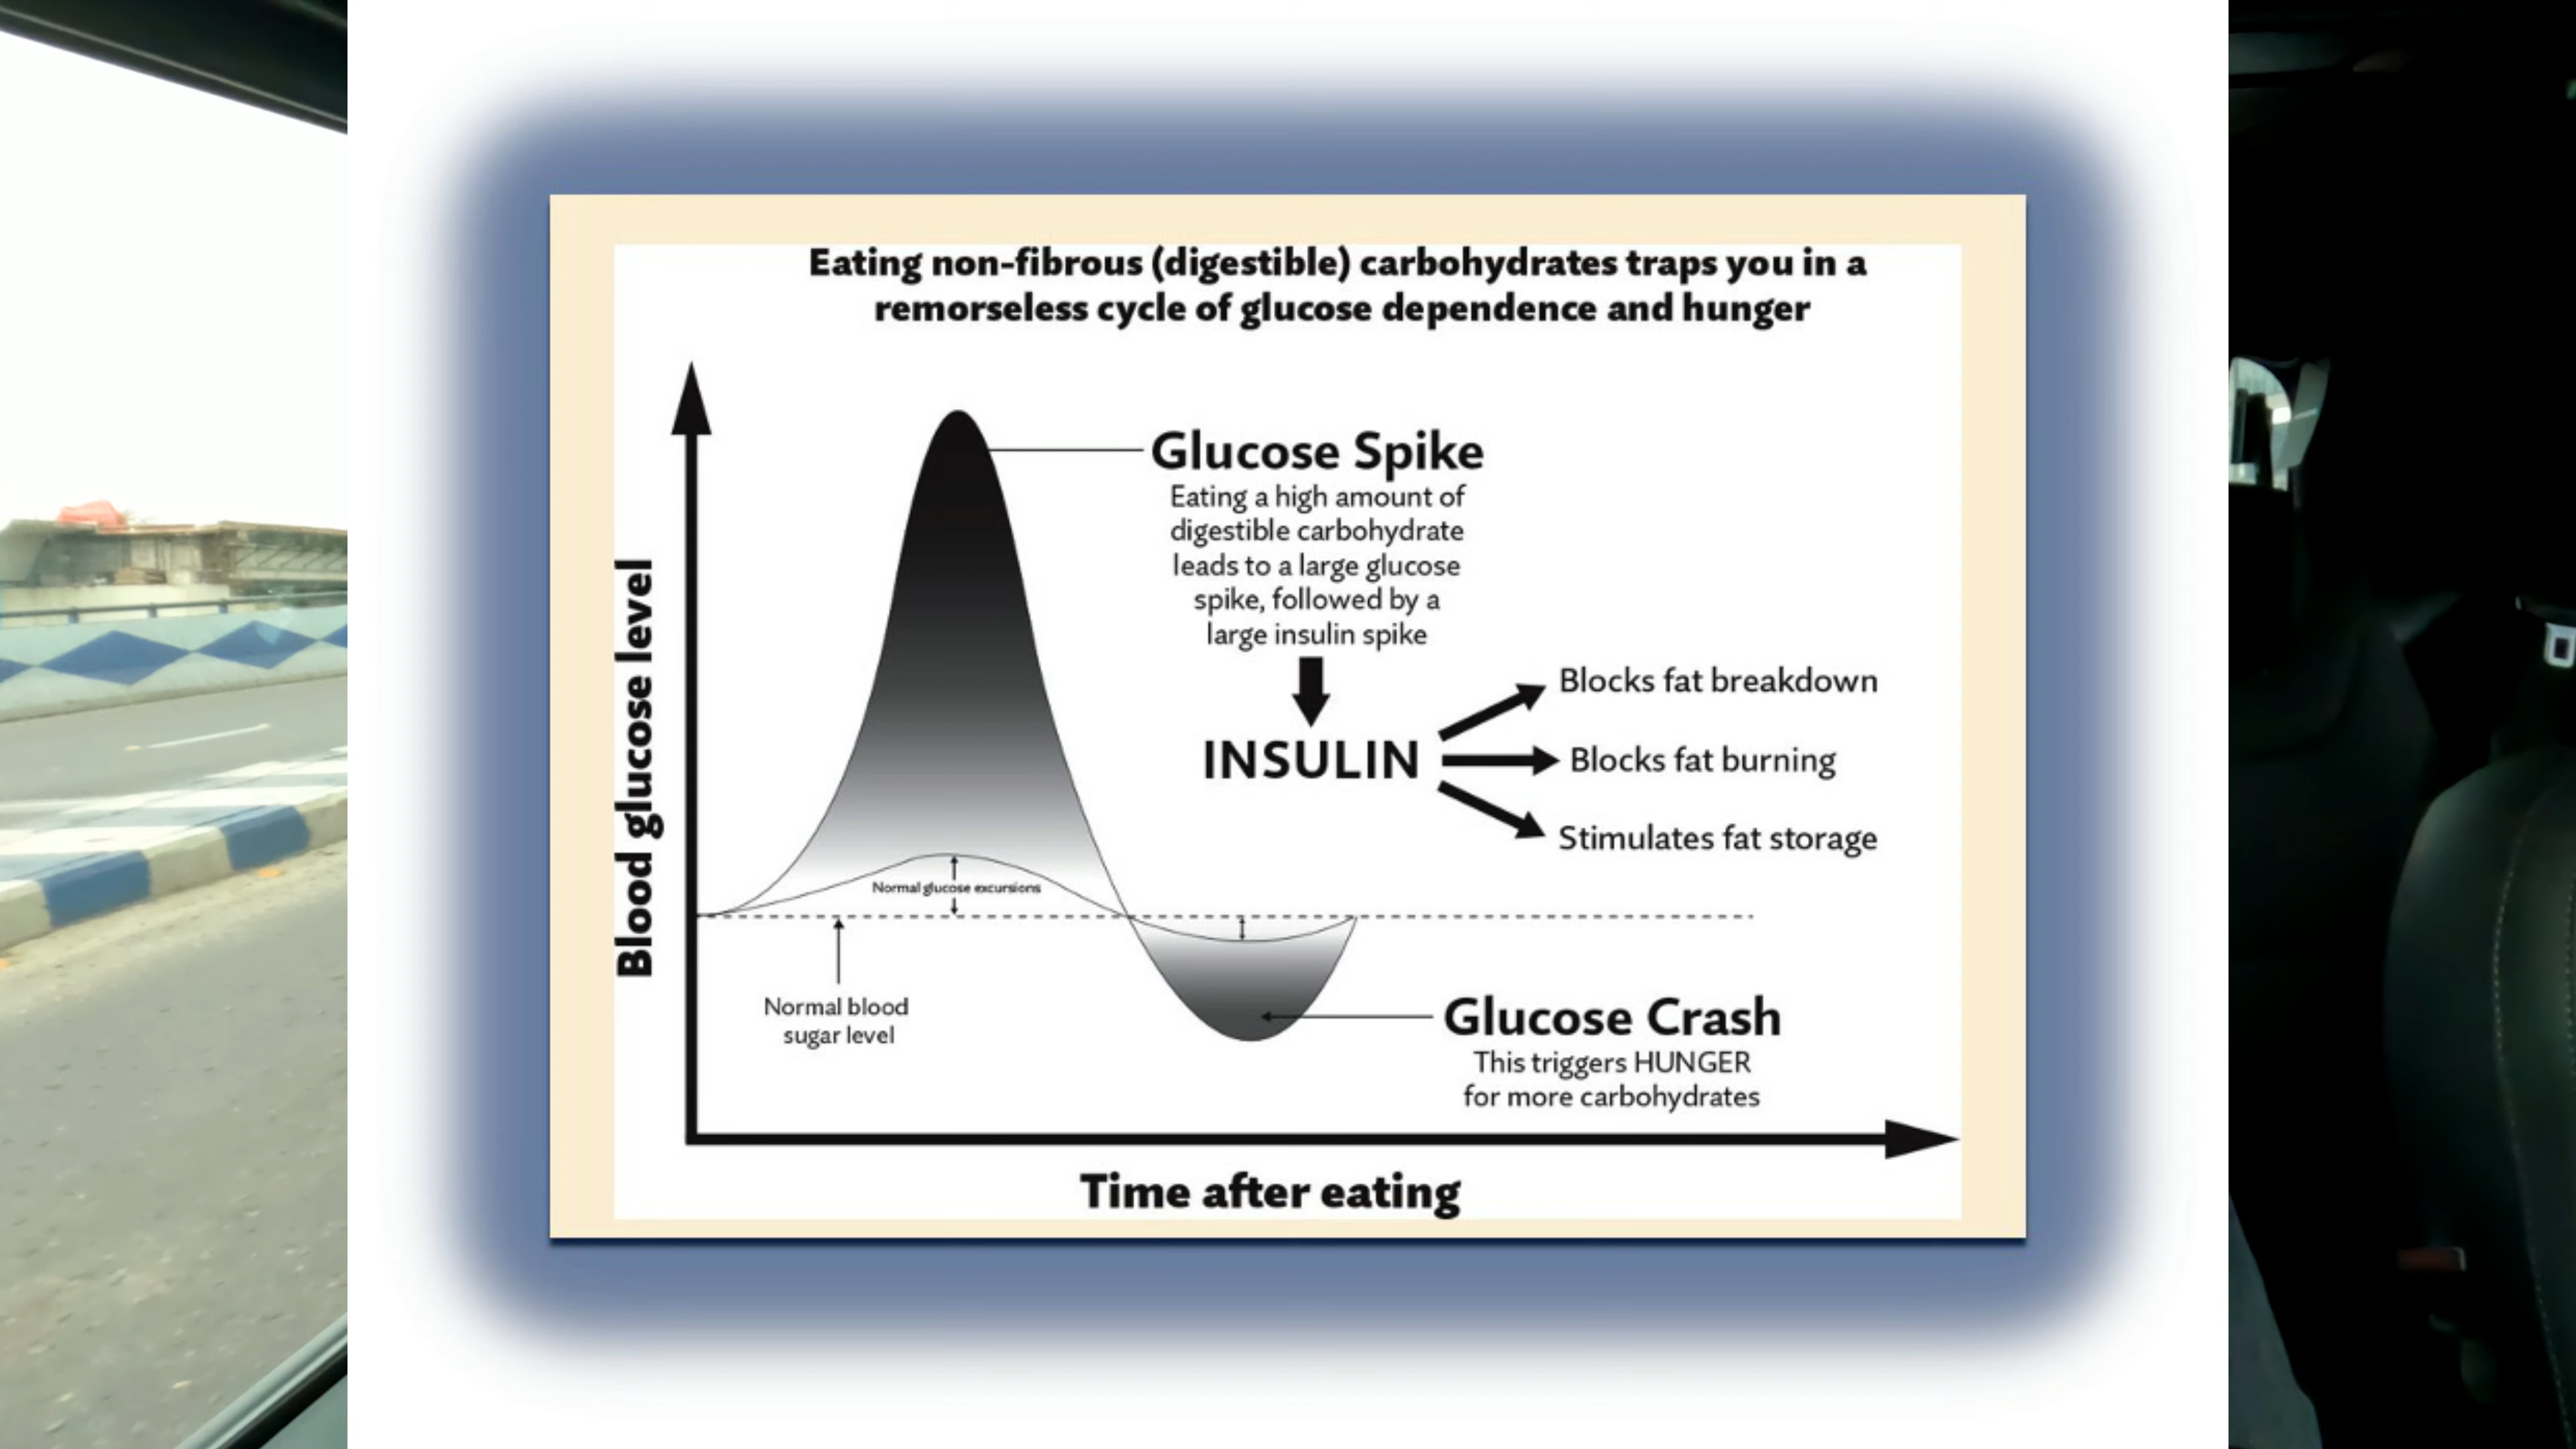 Eating non-fibrous (digestible) carbohydrates traps you in a
remorseless cycle of glucose dependence and hunger
Blood glucose level
Glucose Spike
Eating a high amount of
digestible carbohydrate
leads to a large glucose
spike, followed by a
large insulin spike
INSULIN
Blocks fat breakdown
Blocks fat burning
Stimulates fat storage
Normal glucose excursions
Normal blood
sugar level
Glucose Crash
This triggers HUNGER
for more carbohydrates
Time after eating